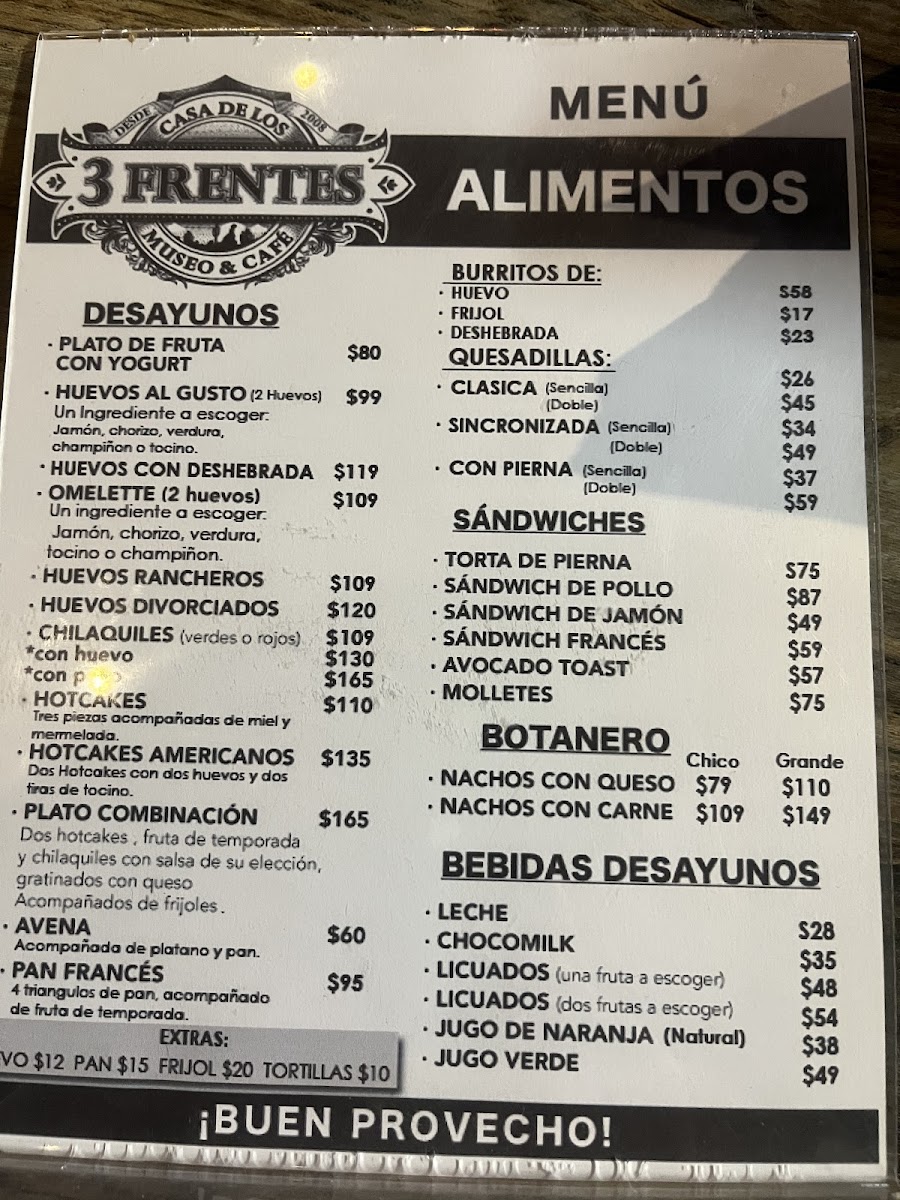 DESDE 2008
CASA DE LOS
3 FRENTES
MUSEO & CAFÉ
MENÚ
ALIMENTOS
DESAYUNOS
· PLATO DE FRUTA
CON YOGURT $80
· HUEVOS AL GUSTO (2 Huevos) $99
Un Ingrediente a escoger:
Jamón, chorizo, verdura,
champiñon o tocino.
· HUEVOS CON DESHEBRADA $119
· OMELETTE (2 huevos) $109
Un ingrediente a escoger:
Jamón, chorizo, verdura,
tocino o champiñon.
· HUEVOS RANCHEROS $109
· HUEVOS DIVORCIADOS $120
· CHILAQUILES (verdes o rojos) $109
*con huevo $130
*con $165
· HOTCAKES $110
Tres piezas acompañadas de miel y
mermelada.
· HOTCAKES AMERICANOS $135
Dos Hotcakes con dos huevos y dos
tiras de tocino.
· PLATO COMBINACIÓN $165
Dos hotcakes , fruta de temporada
y chilaquiles con salsa de su elección,
gratinados con queso
Acompañados de frijoles.
· AVENA $60
Acompañada de platano y pan.
· PAN FRANCÉS $95
4 triangulos de pan, acompañado
de fruta de temporada.
EXTRAS:
VO $12 PAN $15 FRIJOL $20 TORTILLAS $10
BURRITOS DE:
· HUEVO $58
· FRIJOL $17
· DESHEBRADA $23
QUESADILLAS:
· CLASICA (Sencilla) $26
(Doble) $45
· SINCRONIZADA (Sencilla) $34
(Doble) $49
· CON PIERNA (Sencilla) $37
(Doble) $59
SÁNDWICHES
· TORTA DE PIERNA $75
· SÁNDWICH DE POLLO $87
· SÁNDWICH DE JAMÓN $49
· SÁNDWICH FRANCÉS $59
· AVOCADO TOAST $57
· MOLLETES $75
BOTANERO
Chico Grande
· NACHOS CON QUESO $79 $110
· NACHOS CON CARNE $109 $149
BEBIDAS DESAYUNOS
· LECHE $28
· CHOCOMILK $35
· LICUADOS (una fruta a escoger) $48
· LICUADOS (dos frutas a escoger) $54
· JUGO DE NARANJA (Natural) $38
· JUGO VERDE $49
¡BUEN PROVECHO!